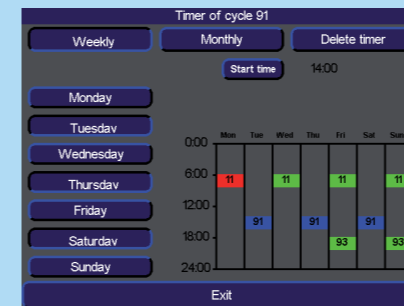 Timer of cycle 91
Weekly Monthly Delete timer
Start time 14:00
Monday
Tuesday
Wednesday
Thursday
Friday
Saturday
Sunday
Mon Tue Wed Thu Fri Sat Sun
0:00
6:00 11 11 11 11
12:00
91 91 91
18:00 93 93
24:00
Exit